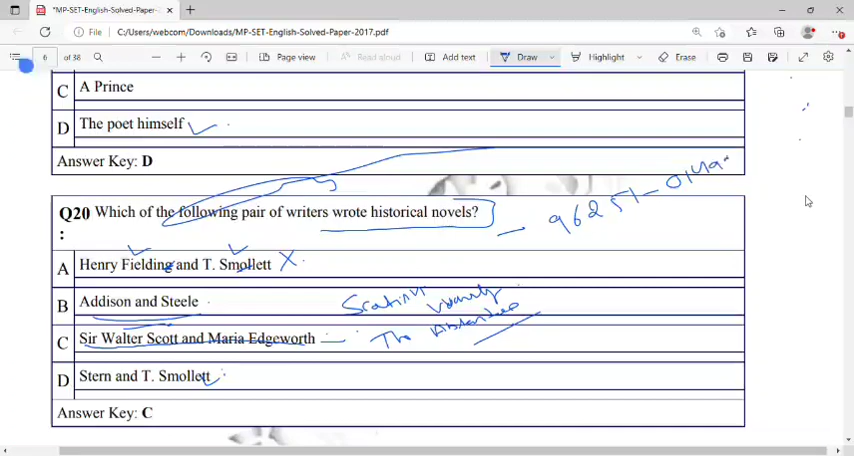 *MP-SET-English-Solved-Paper-2
File C:/Users/webcom/Downloads/MP-SET-English-Solved-Paper-2017.pdf
6 of 38 Page view Read aloud Add text Draw Highlight Erase
C A Prince
D The poet himself
Answer Key: D
Q20 Which of the following pair of writers wrote historical novels?
:
96251-
A Henry Fielding and T. Smollett
B Addison and Steele
C Sir Walter Scott and Maria Edgeworth
The
D Stern and T. Smollett
Answer Key: C